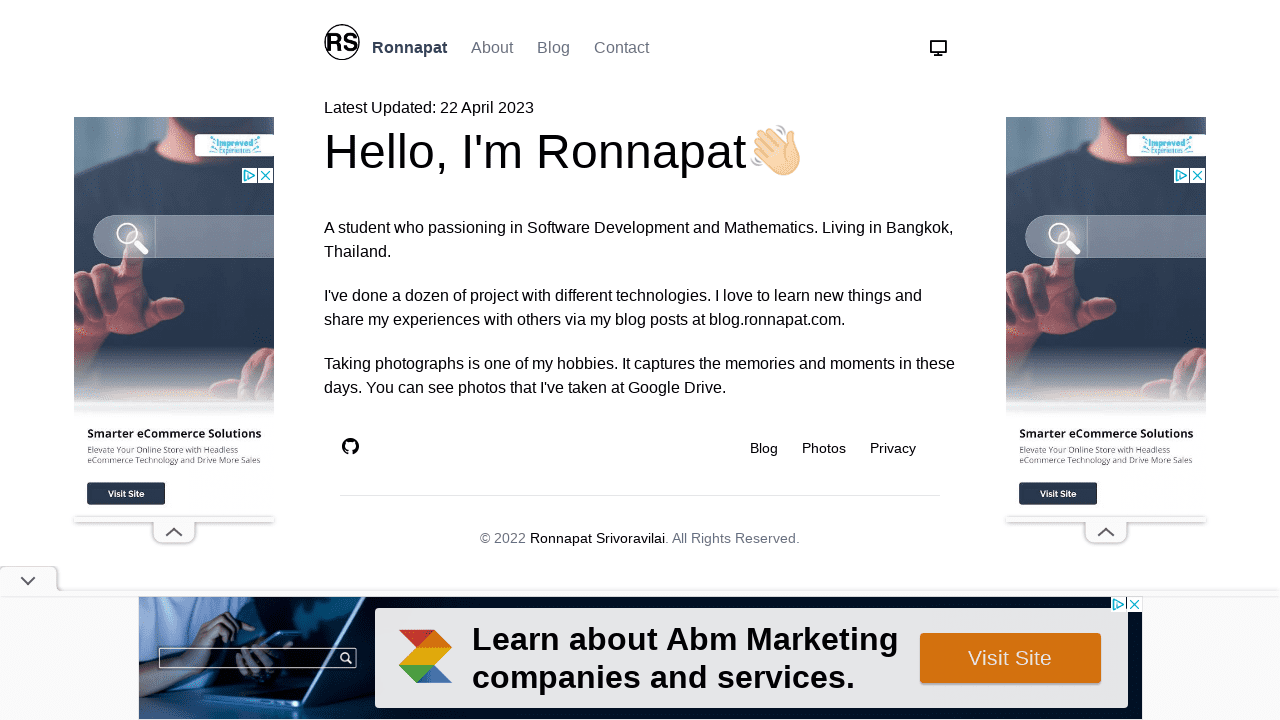 RS
Ronnapat About Blog Contact
Latest Updated: 22 April 2023
Hello, I'm Ronnapat👋🏻
A student who passioning in Software Development and Mathematics. Living in Bangkok,
Thailand.
I've done a dozen of project with different technologies. I love to learn new things and
share my experiences with others via my blog posts at blog.ronnapat.com.
Taking photographs is one of my hobbies. It captures the memories and moments in these
days. You can see photos that I've taken at Google Drive.
Blog Photos Privacy
© 2022 Ronnapat Srivoravilai. All Rights Reserved.
Improved
Experiences
Smarter eCommerce Solutions
Elevate Your Online Store with Headless
eCommerce Technology and Drive More Sales
Visit Site
Improved
Experiences
Smarter eCommerce Solutions
Elevate Your Online Store with Headless
eCommerce Technology and Drive More Sales
Visit Site
Learn about Abm Marketing
companies and services.
Visit Site